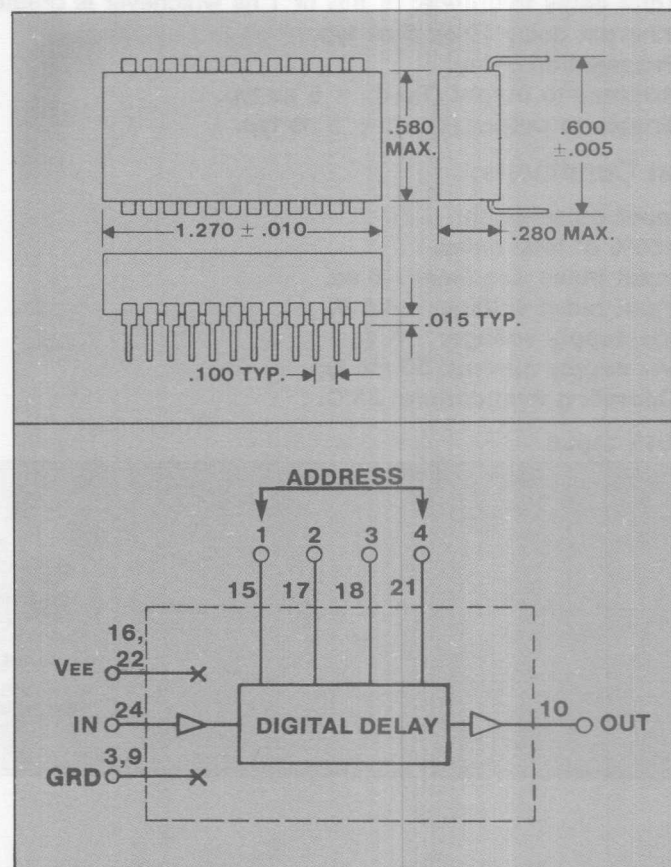 .580
MAX.
.600
±.005
1.270 ± .010
.280 MAX.
.015 TYP.
.100 TYP.
ADDRESS
1 2 3 4
15 17 18 21
16,
22
VEE
IN 24
DIGITAL DELAY
10 OUT
3,9
GRD